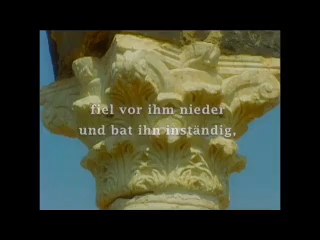 fiel vor ihm nieder
und bat ihn inständig,